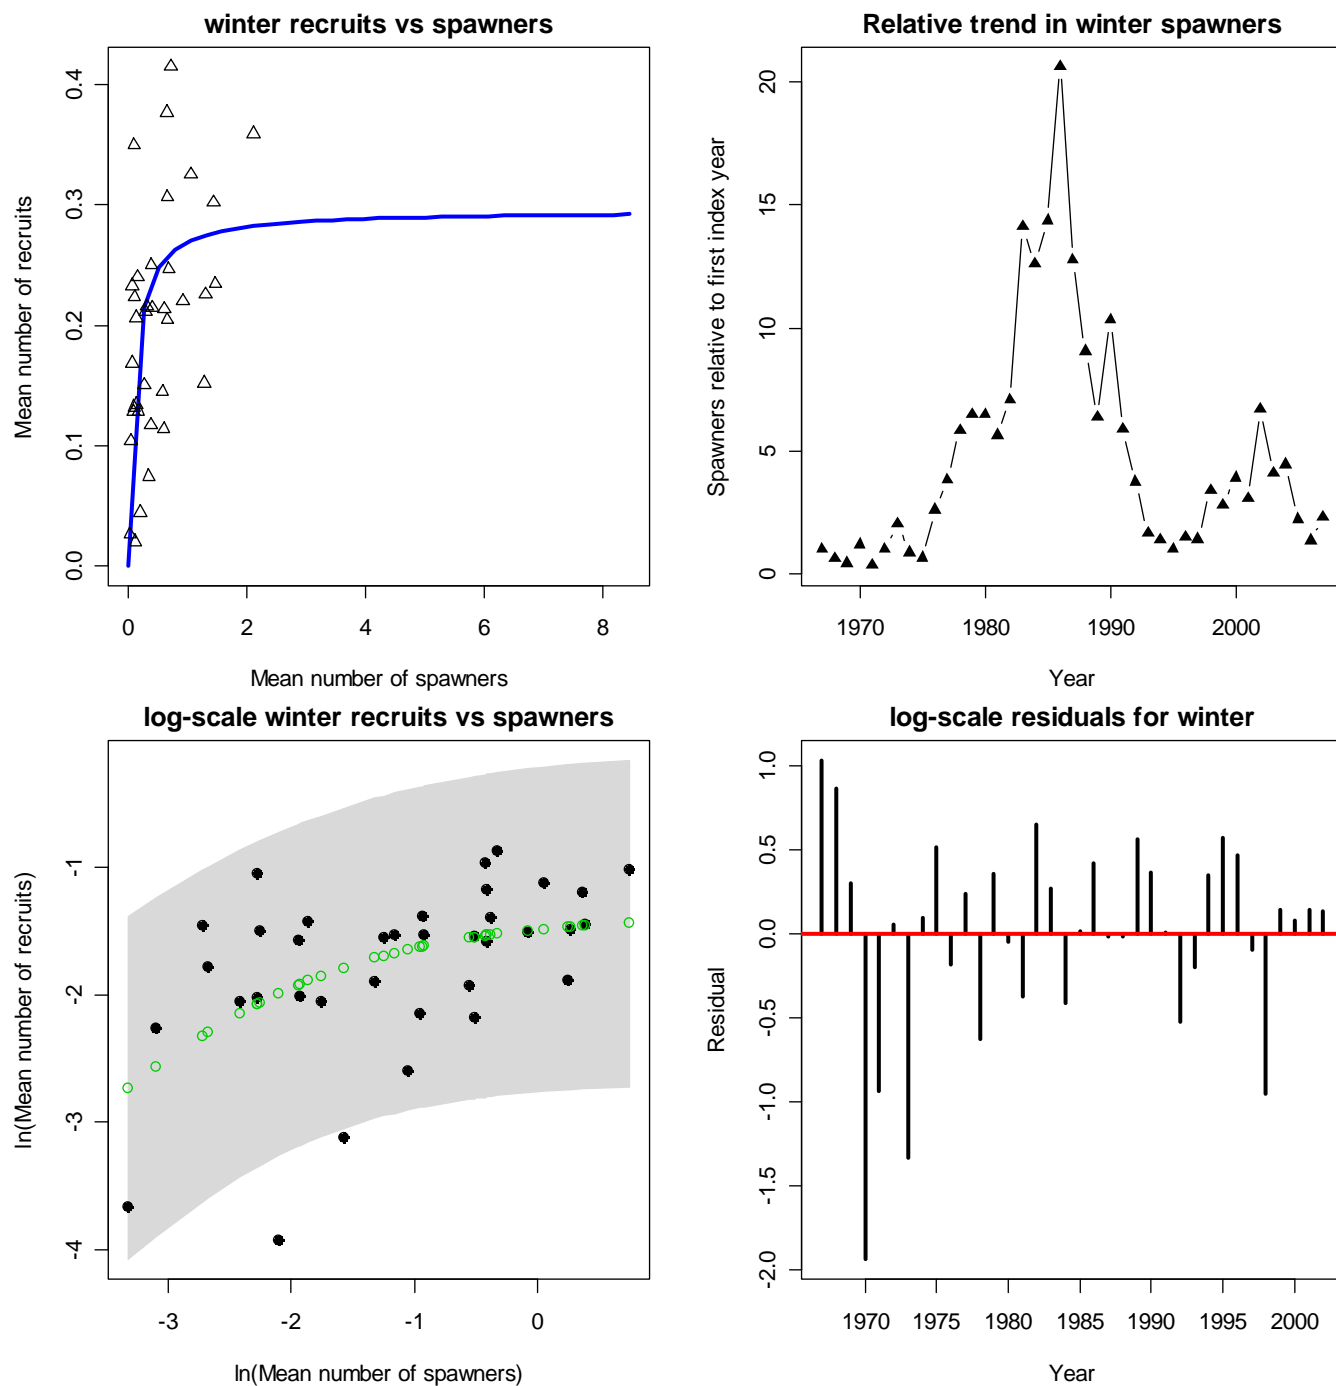 winter recruits vs spawners
Mean number of recruits
0.0 0.1 0.2 0.3 0.4
0 2 4 6 8
Mean number of spawners
Relative trend in winter spawners
Spawners relative to first index year
0 5 10 15 20
1970 1980 1990 2000
Year
log-scale winter recruits vs spawners
ln(Mean number of recruits)
-4 -3 -2 -1
-3 -2 -1 0
ln(Mean number of spawners)
log-scale residuals for winter
Residual
-2.0 -1.5 -1.0 -0.5 0.0 0.5 1.0
1970 1975 1980 1985 1990 1995 2000
Year